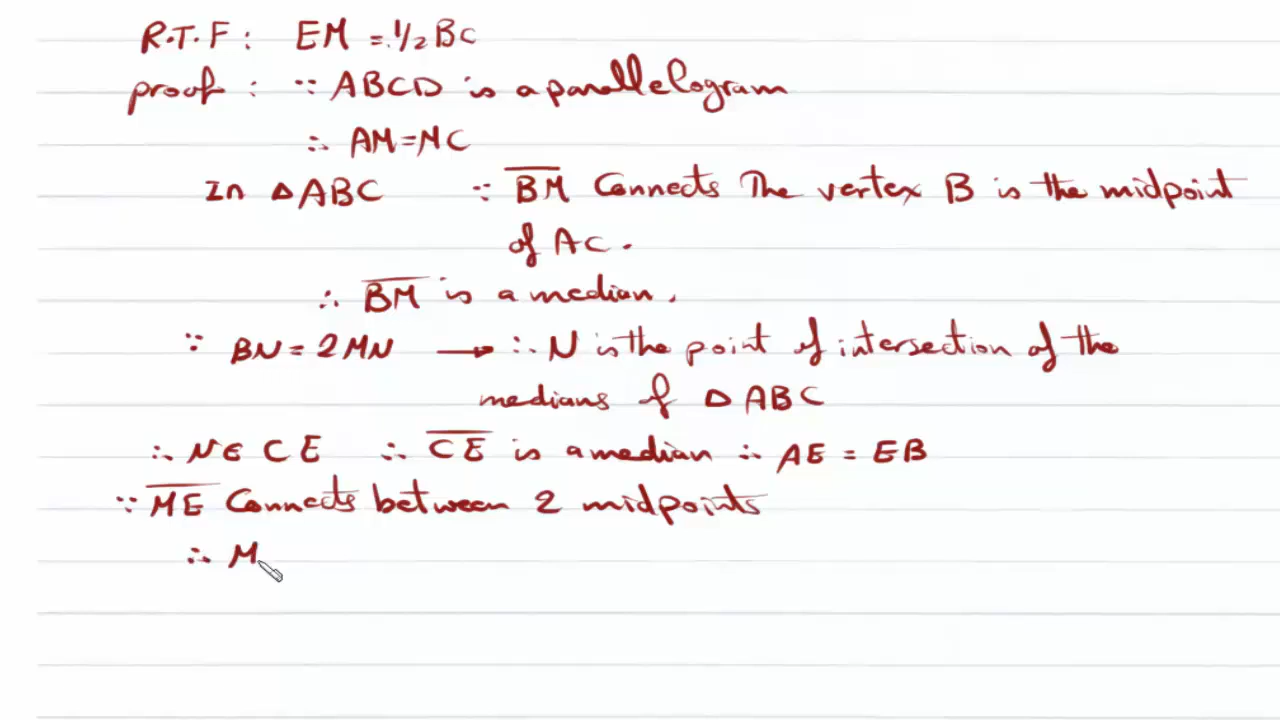 R.T.F : EM = 1/2 BC
proof : ∵ ABCD is a parallelogram
∴ AM = MC
In △ABC ∵ BM Connects The vertex B is the midpoint
of AC.
∴ BM is a median.
∵ BN = 2MN → ∴ N is the point of intersection of the
medians of △ABC
∴ N ∈ CE ∴ CE is a median ∴ AE = EB
∵ ME Connects between 2 midpoints
∴ M